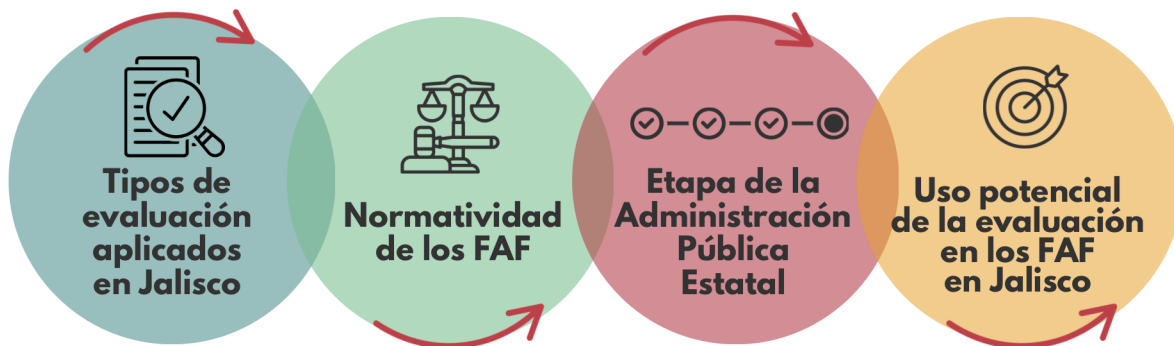 Tipos de
evaluación
aplicados
en Jalisco
Normatividad
de los FAF
Etapa de la
Administración
Pública
Estatal
Uso potencial
de la evaluación
en los FAF
en Jalisco